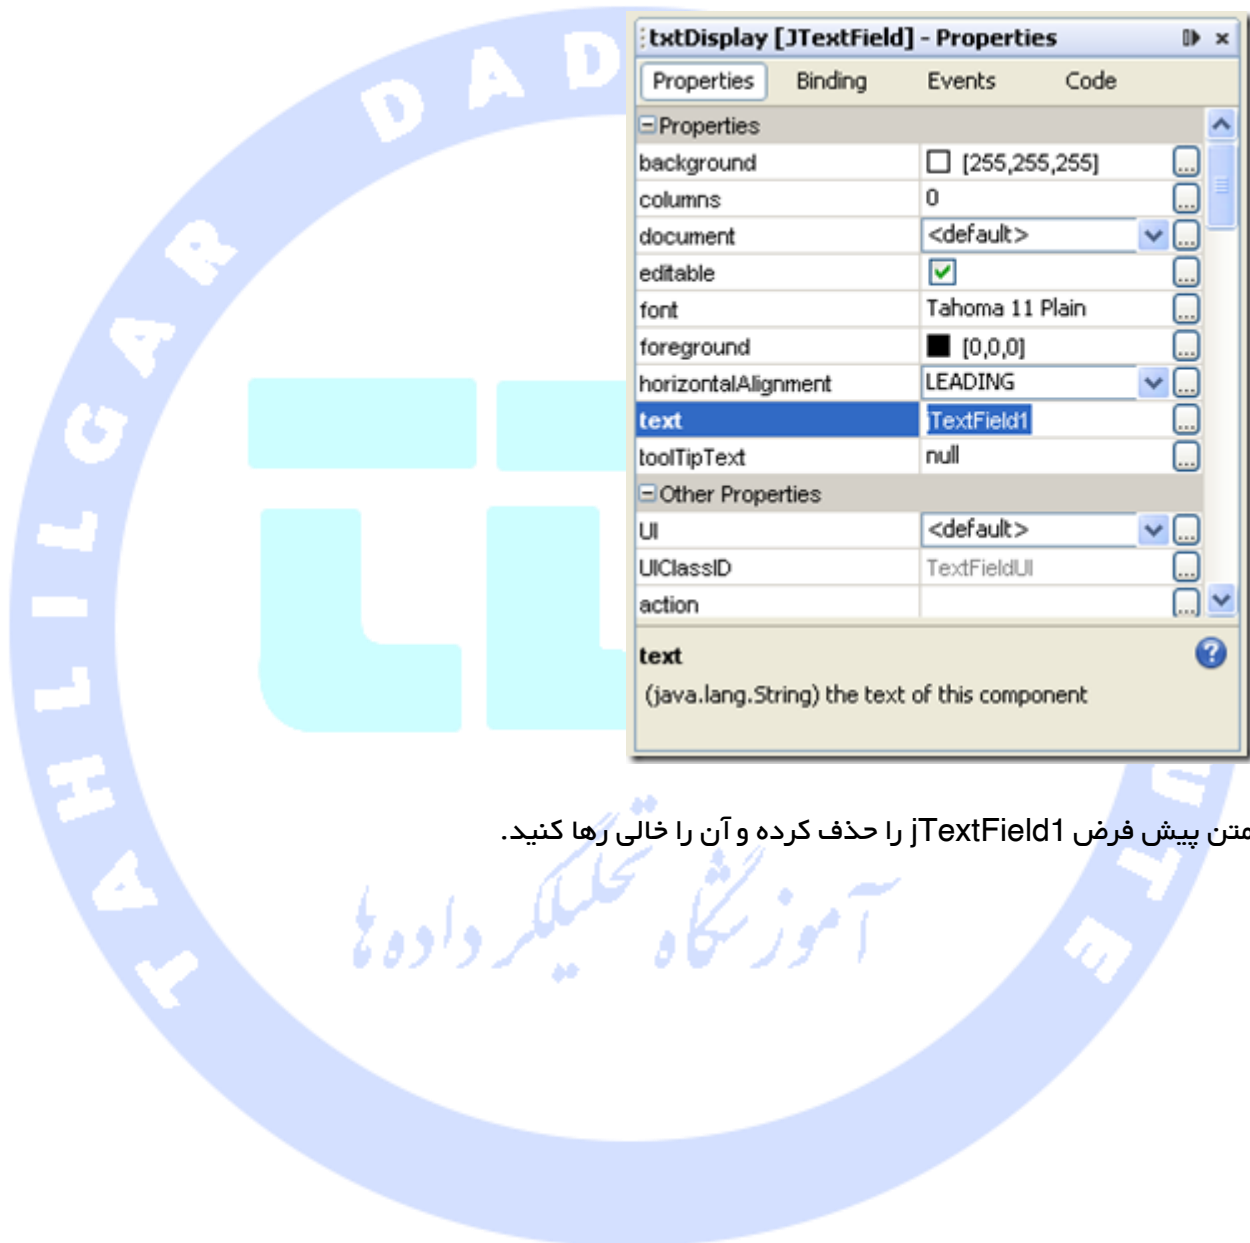 txtDisplay [JTextField] - Properties
Properties Binding Events Code
Properties
background [255,255,255] ...
columns 0 ...
document <default> ...
editable ...
font Tahoma 11 Plain ...
foreground [0,0,0] ...
horizontalAlignment LEADING ...
text jTextField1 ...
toolTipText null ...
Other Properties
UI <default> ...
UIClassID TextFieldUI ...
action ...
text
(java.lang.String) the text of this component
متن پیش فرض jTextField1 را حذف کرده و آن را خالی رها کنید.
آموزشگاه تحلیلگر داده ها
TAHLILGAR DAD
UTE